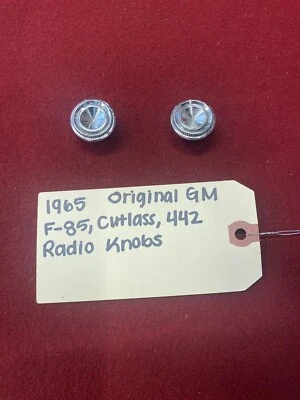 1965 Original GM
F-85, Cutlass, 442
Radio Knobs